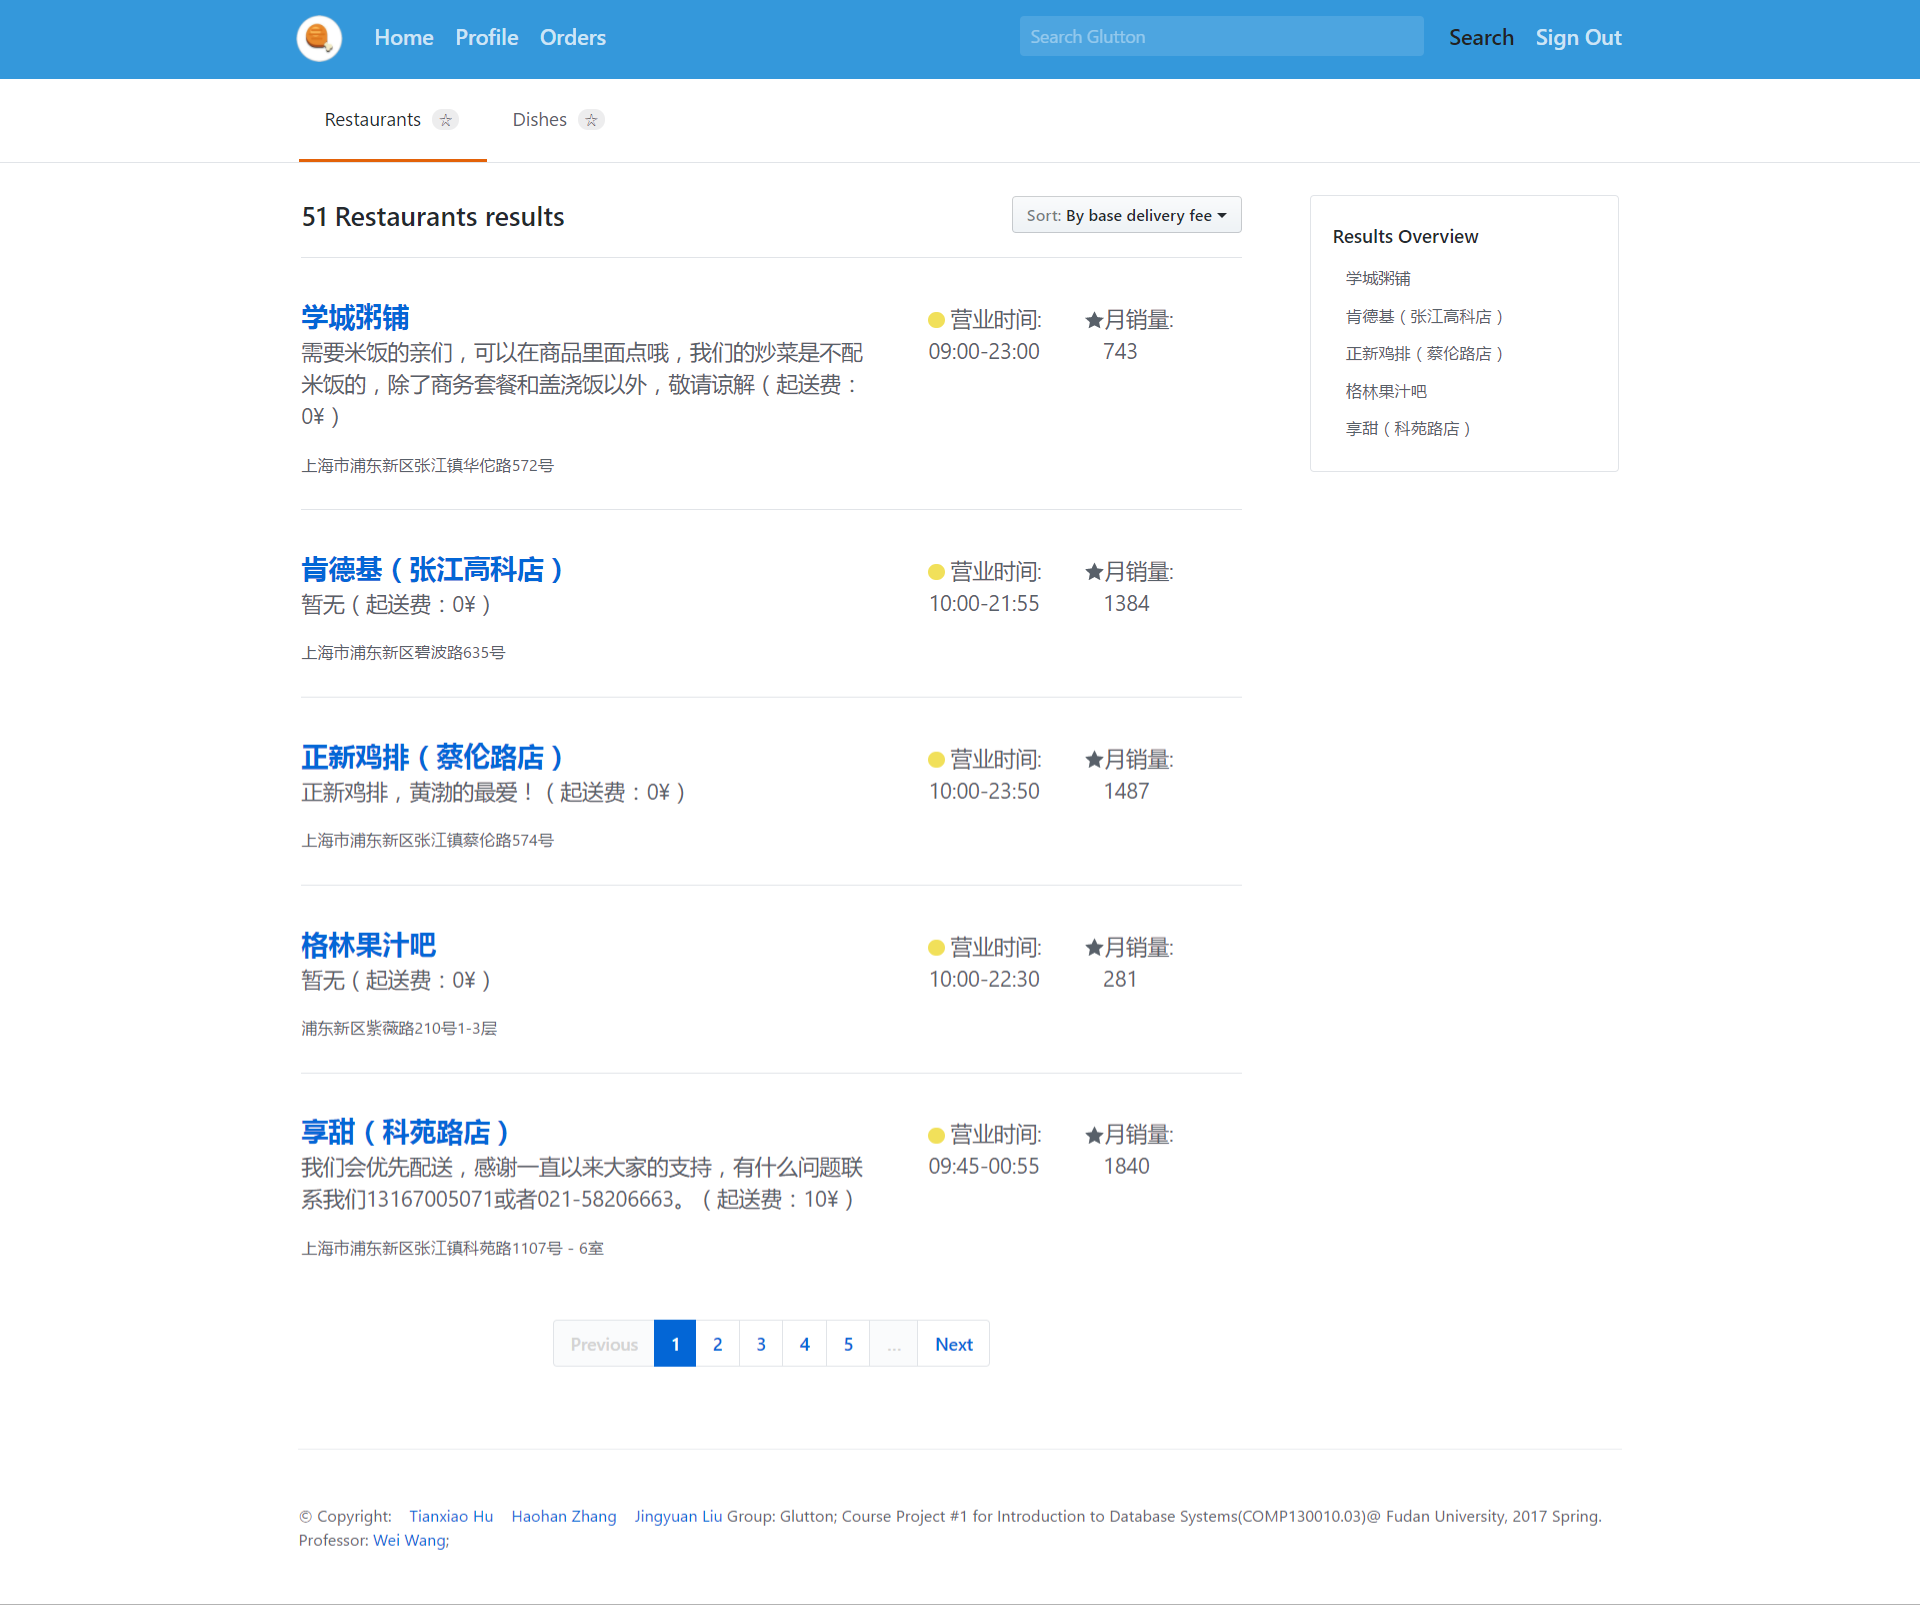 Home Profile Orders Search Glutton Search Sign Out
Restaurants ☆ Dishes ☆
51 Restaurants results
Sort: By base delivery fee
学城粥铺
需要米饭的亲们，可以在商品里面点哦，我们的炒菜是不配
米饭的，除了商务套餐和盖浇饭以外，敬请谅解（起送费：
0¥）
上海市浦东新区张江镇华佗路572号
营业时间:
09:00-23:00
★月销量:
743
肯德基（张江高科店）
暂无（起送费：0¥）
上海市浦东新区碧波路635号
营业时间:
10:00-21:55
★月销量:
1384
正新鸡排（蔡伦路店）
正新鸡排，黄渤的最爱！（起送费：0¥）
上海市浦东新区张江镇蔡伦路574号
营业时间:
10:00-23:50
★月销量:
1487
格林果汁吧
暂无（起送费：0¥）
浦东新区紫薇路210号1-3层
营业时间:
10:00-22:30
★月销量:
281
享甜（科苑路店）
我们会优先配送，感谢一直以来大家的支持，有什么问题联
系我们13167005071或者021-58206663。（起送费：10¥）
上海市浦东新区张江镇科苑路1107号 - 6室
营业时间:
09:45-00:55
★月销量:
1840
Results Overview
学城粥铺
肯德基（张江高科店）
正新鸡排（蔡伦路店）
格林果汁吧
享甜（科苑路店）
Previous 1 2 3 4 5 … Next
© Copyright: Tianxiao Hu Haohan Zhang Jingyuan Liu Group: Glutton; Course Project #1 for Introduction to Database Systems(COMP130010.03)@ Fudan University, 2017 Spring.
Professor: Wei Wang;